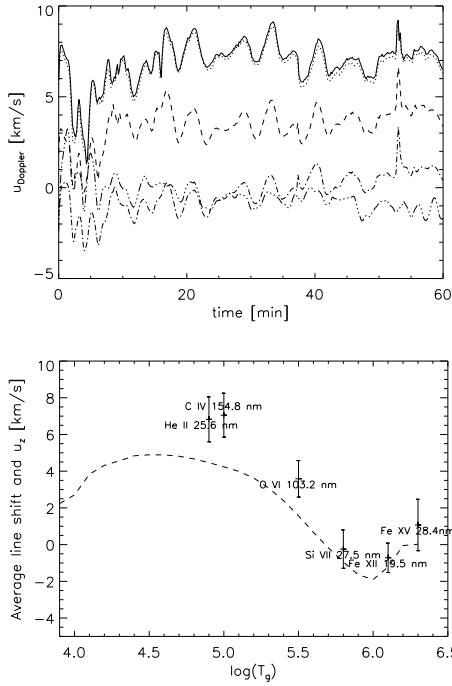 10
5
0
−5
u_Doppler [km/s]
0
20
40
60
time [min]
8
6
4
2
0
−2
−4
Average line shift and u_z [km/s]
C IV 154.8 nm
He II 25.6 nm
O VI 103.2 nm
Fe XV 28.4nm
Si VII 27.5 nm
Fe XII 19.5 nm
4.0
4.5
5.0
5.5
6.0
6.5
log(T_g)